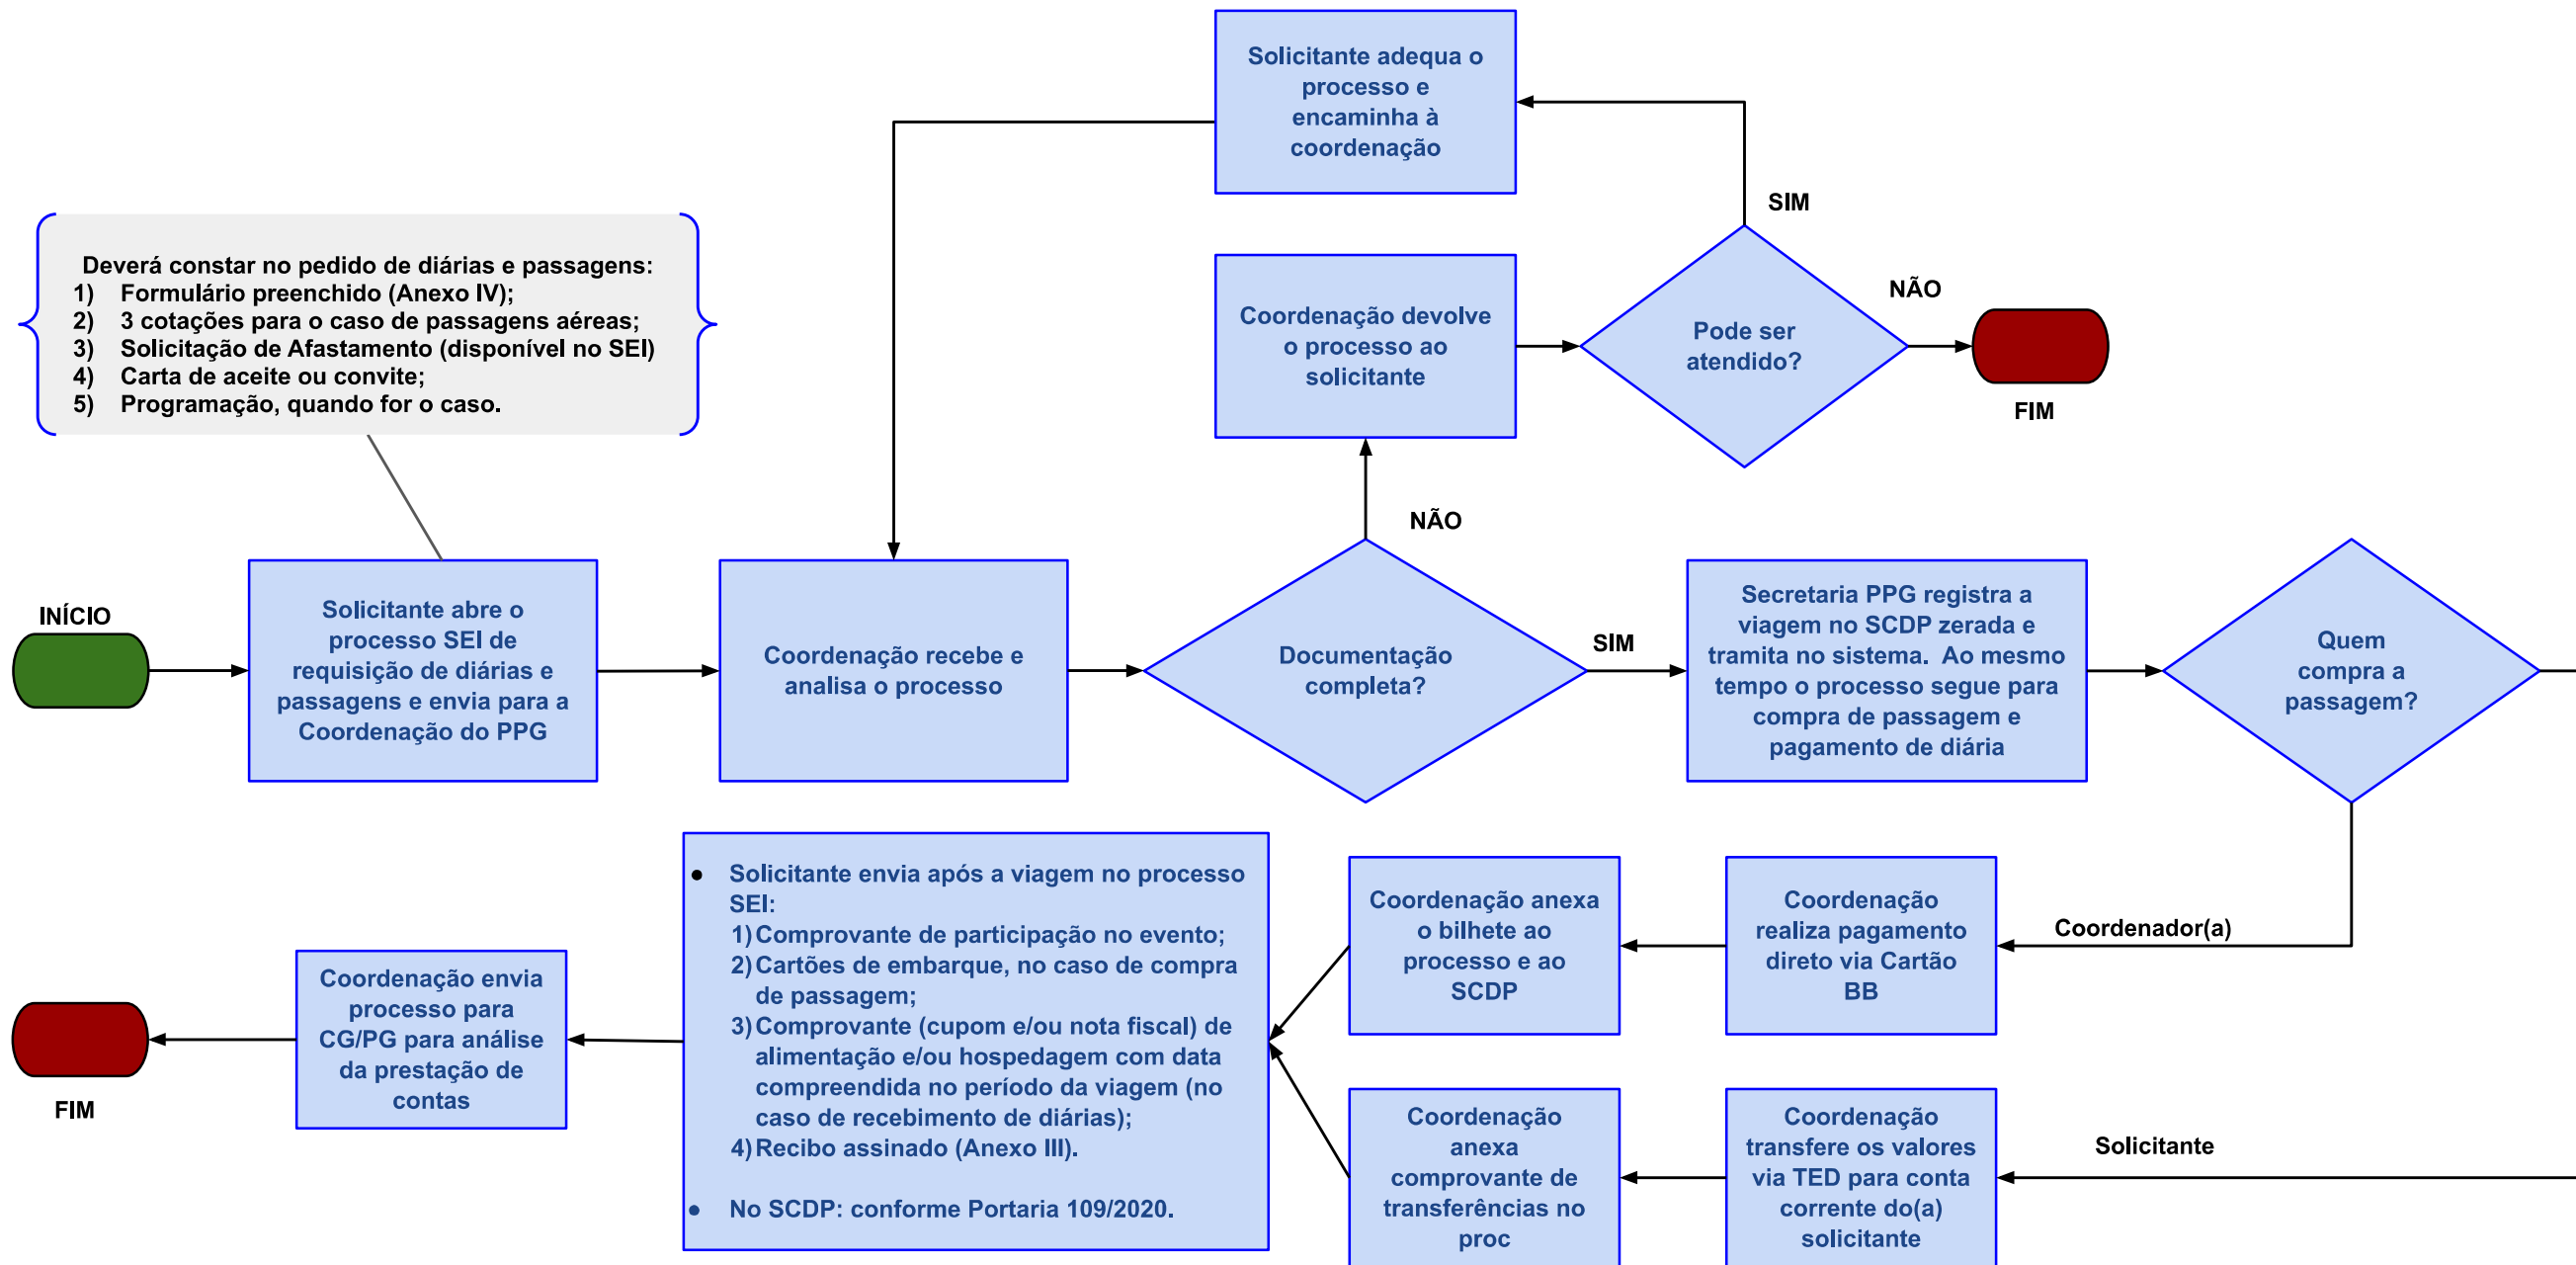 Solicitante adequa o
processo e
encaminha à
coordenação
SIM
Deverá constar no pedido de diárias e passagens:
1) Formulário preenchido (Anexo IV);
2) 3 cotações para o caso de passagens aéreas;
3) Solicitação de Afastamento (disponível no SEI)
4) Carta de aceite ou convite;
5) Programação, quando for o caso.
Coordenação devolve
o processo ao
solicitante
Pode ser
atendido?
NÃO
FIM
NÃO
INÍCIO
Solicitante abre o
processo SEI de
requisição de diárias e
passagens e envia para a
Coordenação do PPG
Coordenação recebe e
analisa o processo
Documentação
completa?
SIM
Secretaria PPG registra a
viagem no SCDP zerada e
tramita no sistema. Ao mesmo
tempo o processo segue para
compra de passagem e
pagamento de diária
Quem
compra a
passagem?
Coordenador(a)
Coordenação
realiza pagamento
direto via Cartão
BB
Coordenação anexa
o bilhete ao
processo e ao
SCDP
Solicitante
Coordenação
transfere os valores
via TED para conta
corrente do(a)
solicitante
Coordenação
anexa
comprovante de
transferências no
proc
● Solicitante envia após a viagem no processo
SEI:
1) Comprovante de participação no evento;
2) Cartões de embarque, no caso de compra
de passagem;
3) Comprovante (cupom e/ou nota fiscal) de
alimentação e/ou hospedagem com data
compreendida no período da viagem (no
caso de recebimento de diárias);
4) Recibo assinado (Anexo III).
● No SCDP: conforme Portaria 109/2020.
Coordenação envia
processo para
CG/PG para análise
da prestação de
contas
FIM